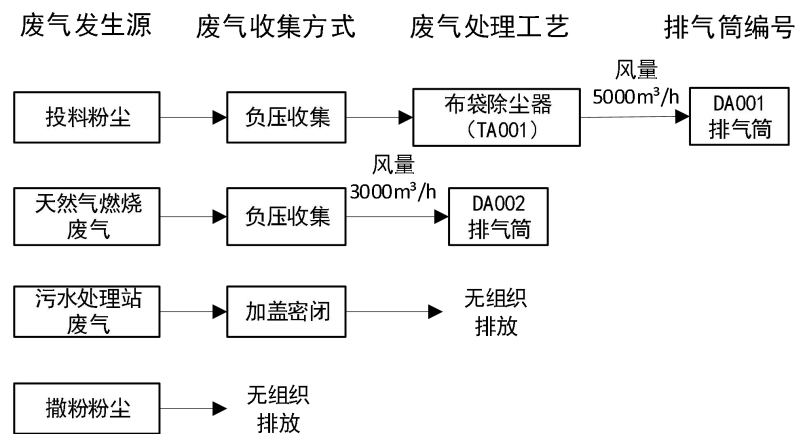 废气发生源 废气收集方式 废气处理工艺 排气筒编号
投料粉尘
负压收集
布袋除尘器
（TA001）
风量
5000m³/h
DA001
排气筒
天然气燃烧
废气
负压收集
风量
3000m³/h
DA002
排气筒
污水处理站
废气
加盖密闭
无组织
排放
撒粉粉尘
无组织
排放